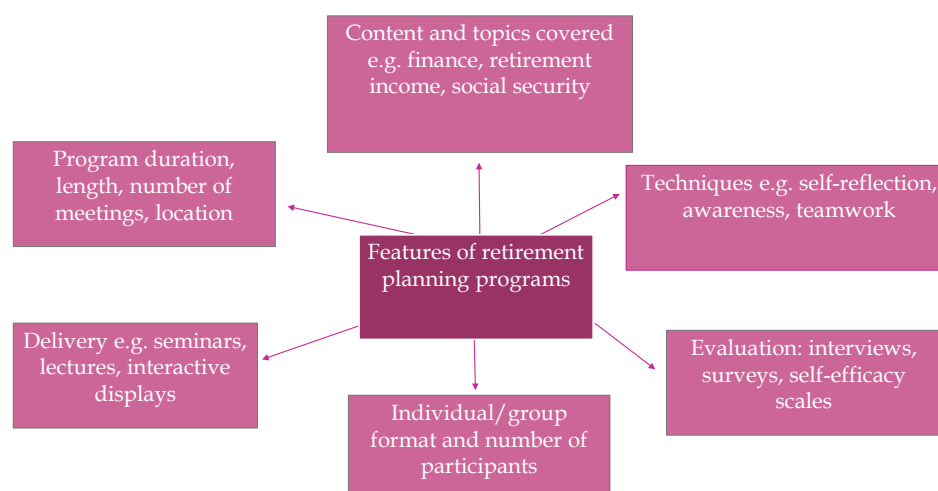 Content and topics covered
e.g. finance, retirement
income, social security
Program duration,
length, number of
meetings, location
Techniques e.g. self-reflection,
awareness, teamwork
Features of retirement
planning programs
Delivery e.g. seminars,
lectures, interactive
displays
Evaluation: interviews,
surveys, self-efficacy
scales
Individual/group
format and number of
participants